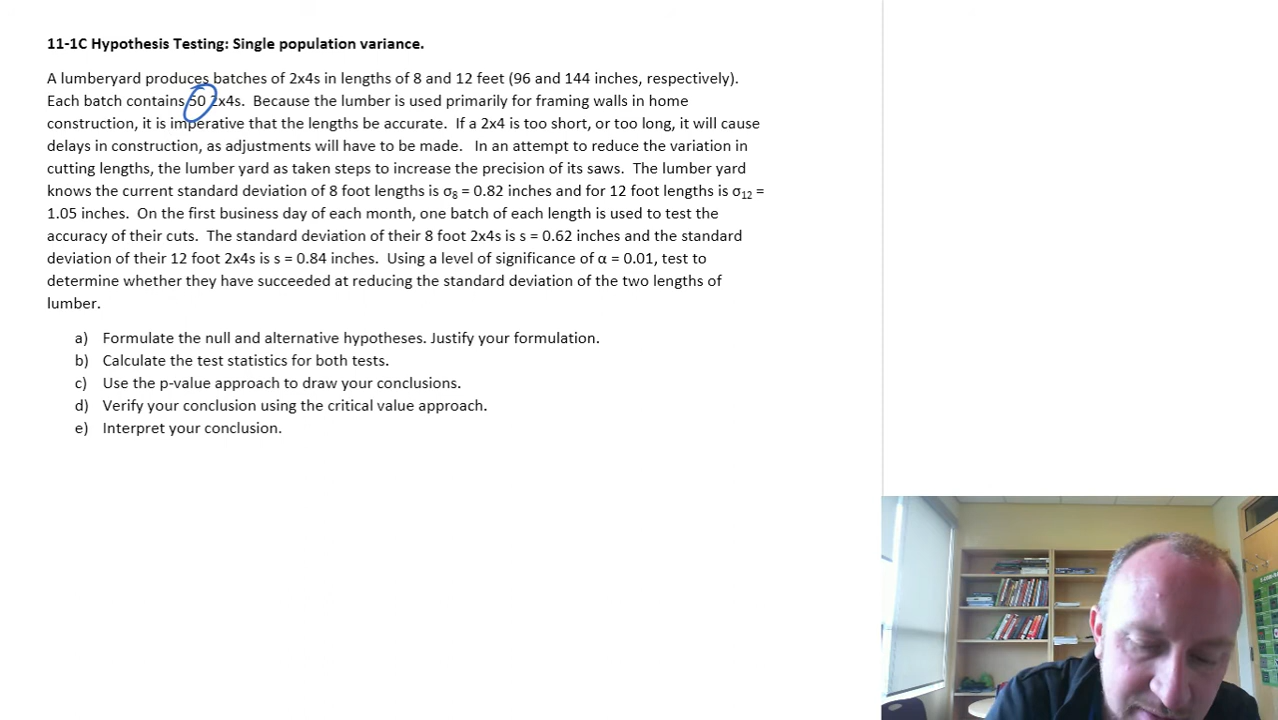 11-1C Hypothesis Testing: Single population variance.
A lumberyard produces batches of 2x4s in lengths of 8 and 12 feet (96 and 144 inches, respectively).
Each batch contains 50 2x4s. Because the lumber is used primarily for framing walls in home
construction, it is imperative that the lengths be accurate. If a 2x4 is too short, or too long, it will cause
delays in construction, as adjustments will have to be made. In an attempt to reduce the variation in
cutting lengths, the lumber yard as taken steps to increase the precision of its saws. The lumber yard
knows the current standard deviation of 8 foot lengths is σ₈ = 0.82 inches and for 12 foot lengths is σ₁₂ =
1.05 inches. On the first business day of each month, one batch of each length is used to test the
accuracy of their cuts. The standard deviation of their 8 foot 2x4s is s = 0.62 inches and the standard
deviation of their 12 foot 2x4s is s = 0.84 inches. Using a level of significance of α = 0.01, test to
determine whether they have succeeded at reducing the standard deviation of the two lengths of
lumber.
a) Formulate the null and alternative hypotheses. Justify your formulation.
b) Calculate the test statistics for both tests.
c) Use the p-value approach to draw your conclusions.
d) Verify your conclusion using the critical value approach.
e) Interpret your conclusion.